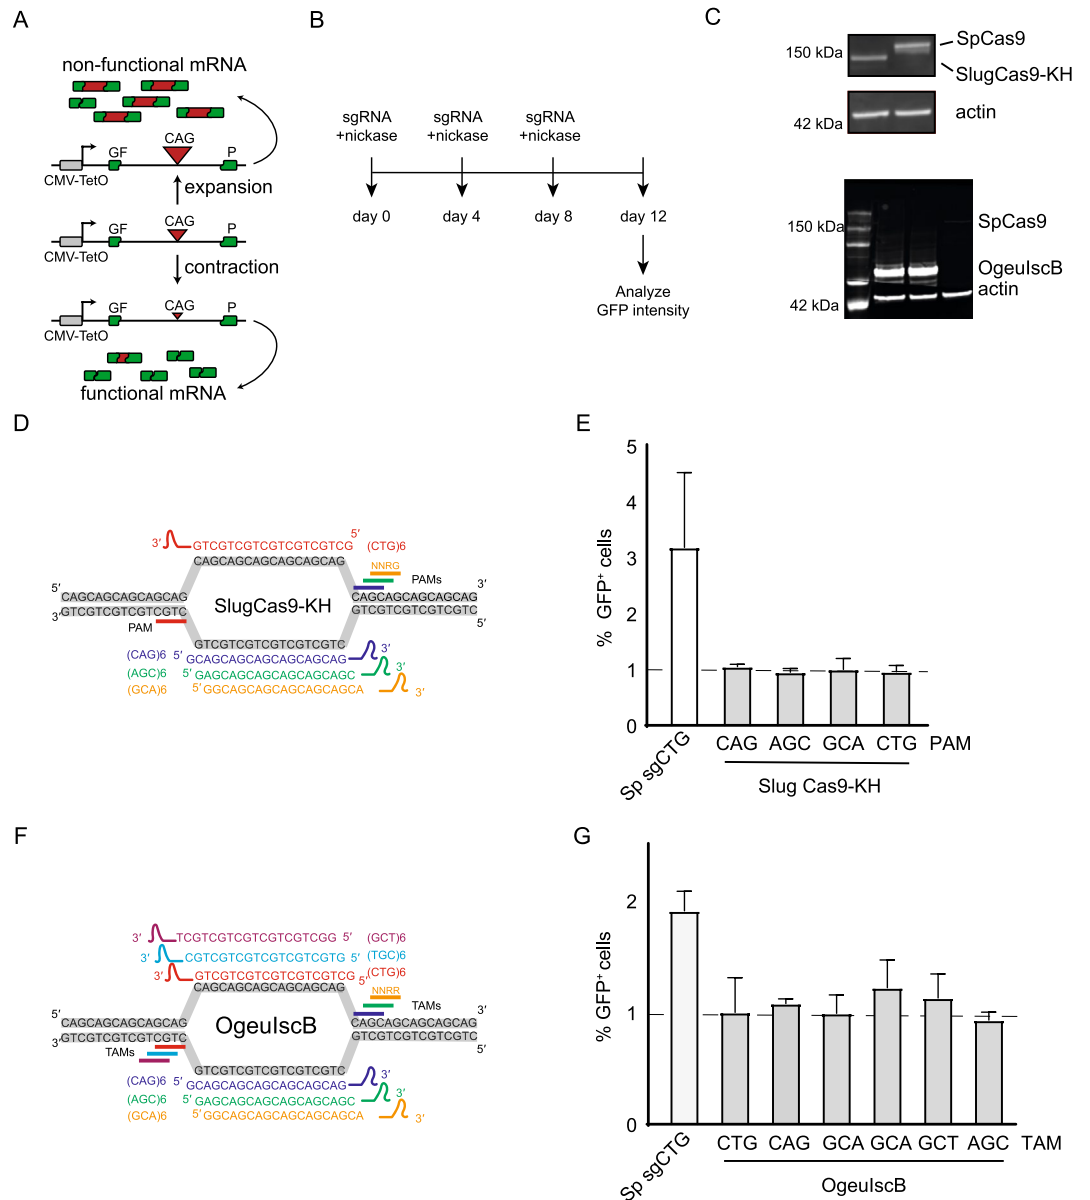 A
non-functional mRNA
CAG
GF
P
CMV-TetO
expansion
CAG
GF
P
CMV-TetO
contraction
CAG
GF
P
CMV-TetO
functional mRNA
B
sgRNA +nickase
sgRNA +nickase
sgRNA +nickase
day 0
day 4
day 8
day 12
Analyze
GFP intensity
C
150 kDa
SpCas9
SlugCas9-KH
actin
42 kDa
150 kDa
SpCas9
OgeuIscB
actin
42 kDa
D
5′
3′
GTCGTCGTCGTCGTCGTCG
(CTG)6
CAGCAGCAGCAGCAGCAG
NNRG
PAMs
5′
3′
CAGCAGCAGCAGCAG
CAGCAGCAGCAGCAG
3′
GTCGTCGTCGTCGTC
GTCGTCGTCGTCGTC
5′
SlugCas9-KH
PAM
GTCGTCGTCGTCGTCGTC
(CAG)6 5′ GCAGCAGCAGCAGCAGCAG 3′
(AGC)6 5′ GAGCAGCAGCAGCAGCAGC 3′
(GCA)6 5′ GGCAGCAGCAGCAGCAGCA 3′
E
% GFP+ cells
5
4
3
2
1
0
Sp sgCTG
CAG AGC GCA CTG PAM
Slug Cas9-KH
F
3′ TCGTCGTCGTCGTCGTCGG 5′ (GCT)6
3′ CGTCGTCGTCGTCGTCGTG 5′ (TGC)6
3′ GTCGTCGTCGTCGTCGTCG 5′ (CTG)6
CAGCAGCAGCAGCAGCAG
NNRR
TAMs
5′
3′
CAGCAGCAGCAGCAG
CAGCAGCAGCAGCAG
3′
GTCGTCGTCGTCGTC
GTCGTCGTCGTCGTC
5′
OgeuIscB
TAMs
GTCGTCGTCGTCGTCGTC
(CAG)6 5′ GCAGCAGCAGCAGCAGCAG 3′
(AGC)6 5′ GAGCAGCAGCAGCAGCAGC 3′
(GCA)6 5′ GGCAGCAGCAGCAGCAGCA 3′
G
% GFP+ cells
2
1
0
Sp sgCTG
CTG CAG GCA GCA GCT AGC TAM
OgeuIscB